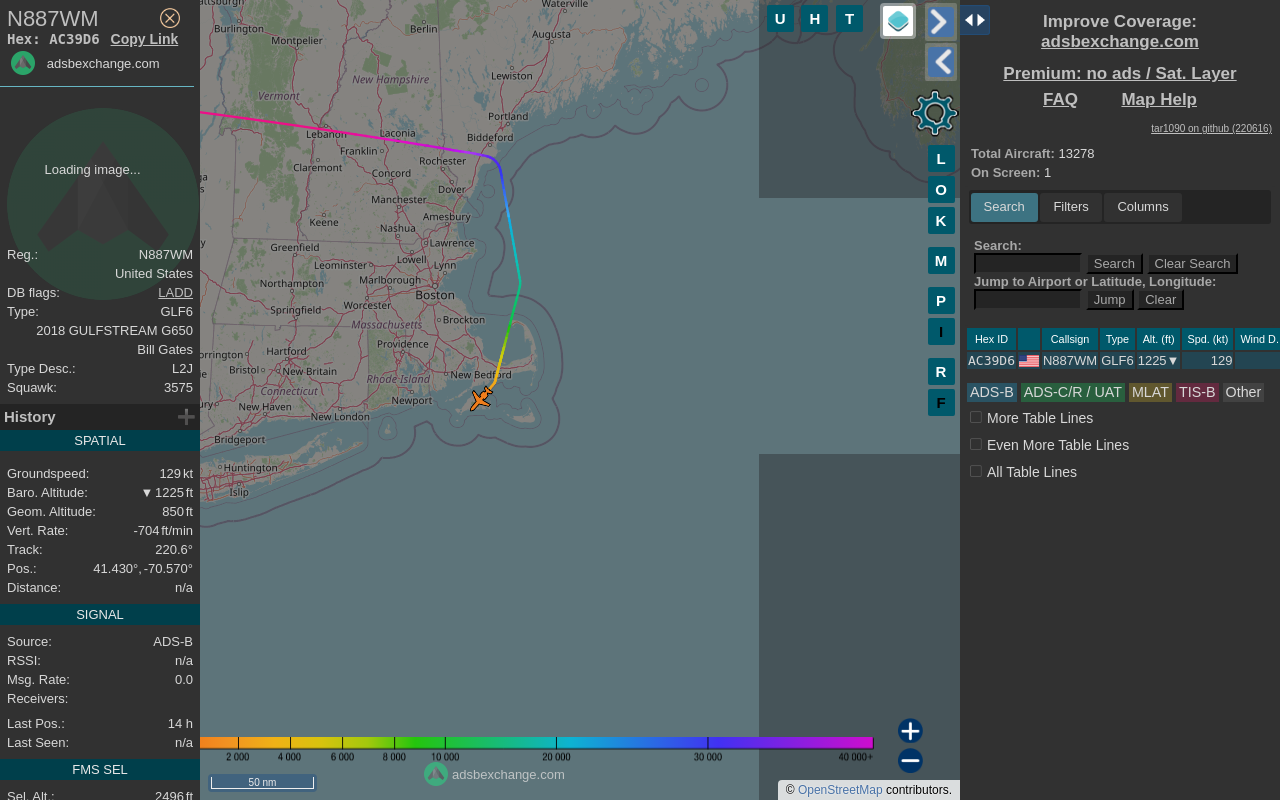 N887WM
Hex: AC39D6 Copy Link
adsbexchange.com
Loading image...
Reg.: N887WM
United States
DB flags: LADD
Type: GLF6
2018 GULFSTREAM G650
Bill Gates
Type Desc.: L2J
Squawk: 3575
History
SPATIAL
Groundspeed: 129 kt
Baro. Altitude: ▼ 1225 ft
Geom. Altitude: 850 ft
Vert. Rate: -704 ft/min
Track: 220.6°
Pos.: 41.430°, -70.570°
Distance: n/a
SIGNAL
Source: ADS-B
RSSI: n/a
Msg. Rate: 0.0
Receivers:
Last Pos.: 14 h
Last Seen: n/a
FMS SEL
Sel. Alt.: 2496 ft
Waterville
Burlington
Berlin
Augusta
Montpelier
Lewiston
New Hampshire
Vermont
Portland
Lebanon
Laconia
Biddeford
Franklin
Rochester
Claremont
Concord
Dover
Manchester
Keene
Amesbury
Nashua
Lawrence
Greenfield
Lowell
Leominster
Lynn
Northampton
Marlborough
Boston
Worcester
Springfield
Massachusetts
Brockton
Providence
Hartford
Bristol
New Britain
Rhode Island
New Bedford
Connecticut
Newport
New Haven
New London
Bridgeport
Huntington
Islip
U H T
L
O
K
M
P
I
R
F
2 000 4 000 6 000 8 000 10 000 20 000 30 000 40 000+
adsbexchange.com
50 nm
© OpenStreetMap contributors.
Improve Coverage:
adsbexchange.com
Premium: no ads / Sat. Layer
FAQ Map Help
tar1090 on github (220616)
Total Aircraft: 13278
On Screen: 1
Search Filters Columns
Search:
Search Clear Search
Jump to Airport or Latitude, Longitude:
Jump Clear
Hex ID Callsign Type Alt. (ft) Spd. (kt) Wind D.
AC39D6 N887WM GLF6 1225▼ 129
ADS-B ADS-C/R / UAT MLAT TIS-B Other
More Table Lines
Even More Table Lines
All Table Lines